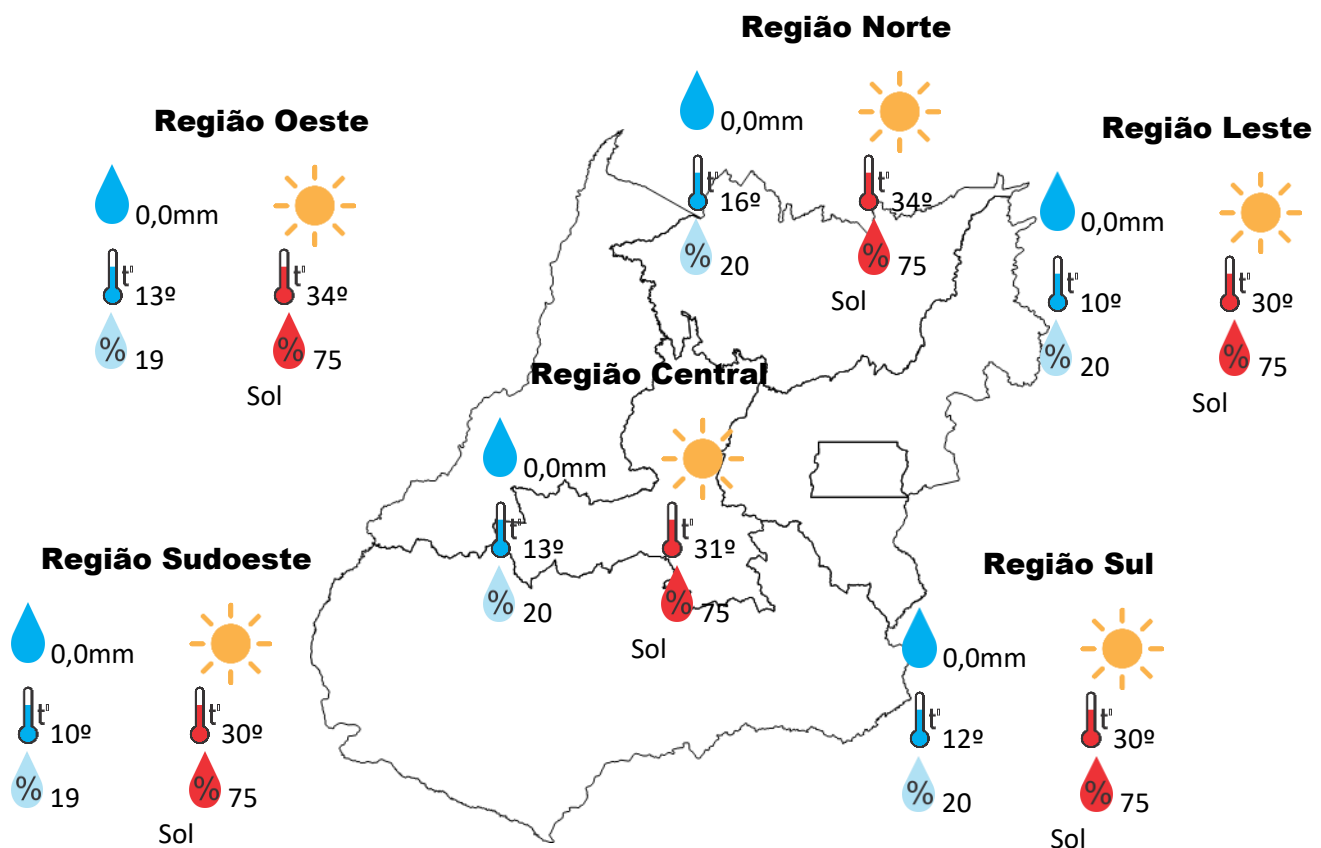 Região Norte
0,0mm
t°
16º
t°
34º
%
20
%
75
Sol
Região Oeste
0,0mm
t°
13º
t°
34º
%
19
%
75
Sol
Região Leste
0,0mm
t°
10º
t°
30º
%
20
%
75
Sol
Região Central
0,0mm
t°
13º
t°
31º
%
20
%
75
Sol
Região Sudoeste
0,0mm
t°
10º
t°
30º
%
19
%
75
Sol
Região Sul
0,0mm
t°
12º
t°
30º
%
20
%
75
Sol